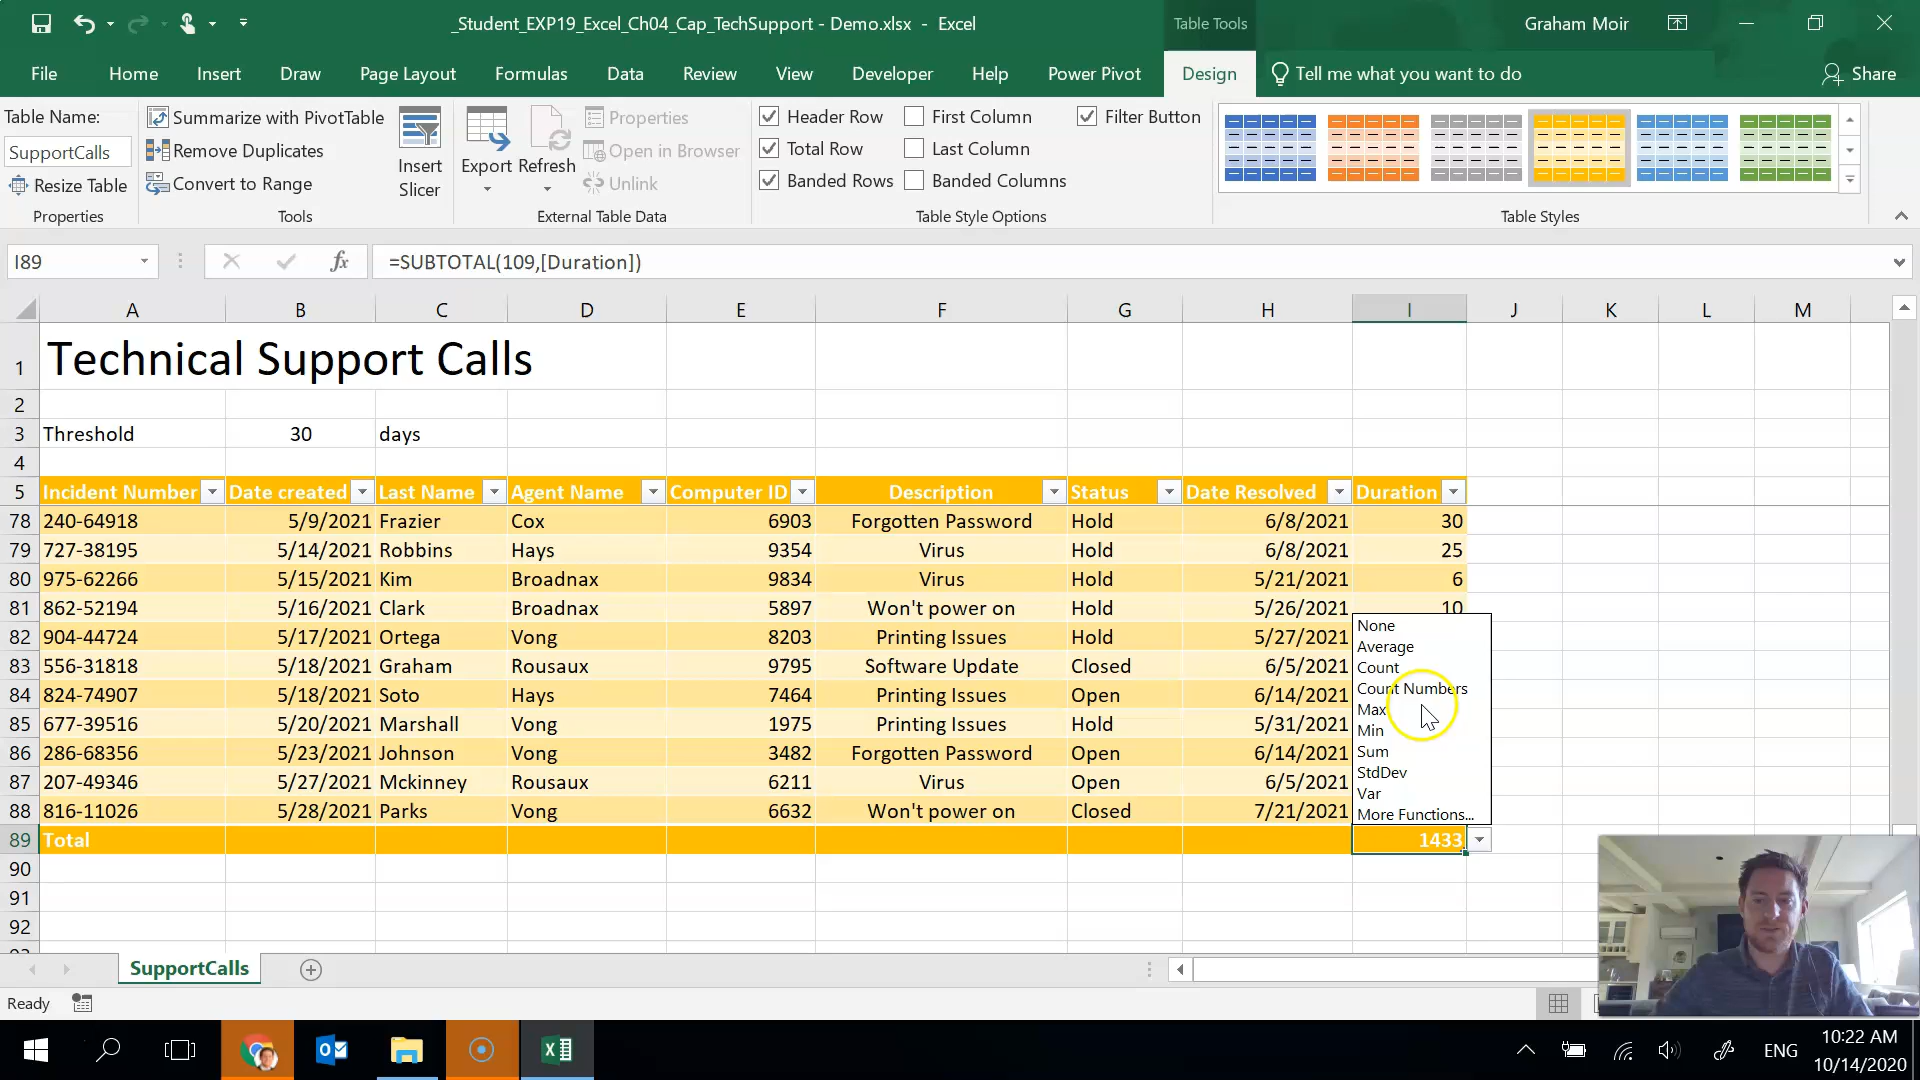 _Student_EXP19_Excel_Ch04_Cap_TechSupport - Demo.xlsx - Excel
Table Tools
Graham Moir
File Home Insert Draw Page Layout Formulas Data Review View Developer Help Power Pivot Design Tell me what you want to do Share
Table Name:
SupportCalls
Resize Table
Properties
Summarize with PivotTable
Remove Duplicates
Convert to Range
Tools
Insert Slicer
Export
Refresh
Properties
Open in Browser
Unlink
External Table Data
Header Row First Column Filter Button
Total Row Last Column
Banded Rows Banded Columns
Table Style Options
Table Styles
I89 fx =SUBTOTAL(109,[Duration])
A B C D E F G H I J K L M
1 Technical Support Calls
2
3 Threshold 30 days
4
5 Incident Number Date created Last Name Agent Name Computer ID Description Status Date Resolved Duration
78 240-64918 5/9/2021 Frazier Cox 6903 Forgotten Password Hold 6/8/2021 30
79 727-38195 5/14/2021 Robbins Hays 9354 Virus Hold 6/8/2021 25
80 975-62266 5/15/2021 Kim Broadnax 9834 Virus Hold 5/21/2021 6
81 862-52194 5/16/2021 Clark Broadnax 5897 Won't power on Hold 5/26/2021 10
82 904-44724 5/17/2021 Ortega Vong 8203 Printing Issues Hold 5/27/2021
83 556-31818 5/18/2021 Graham Rousaux 9795 Software Update Closed 6/5/2021
84 824-74907 5/18/2021 Soto Hays 7464 Printing Issues Open 6/14/2021
85 677-39516 5/20/2021 Marshall Vong 1975 Printing Issues Hold 5/31/2021
86 286-68356 5/23/2021 Johnson Vong 3482 Forgotten Password Open 6/14/2021
87 207-49346 5/27/2021 Mckinney Rousaux 6211 Virus Open 6/5/2021
88 816-11026 5/28/2021 Parks Vong 6632 Won't power on Closed 7/21/2021
None
Average
Count
Count Numbers
Max
Min
Sum
StdDev
Var
More Functions...
89 Total 1433
90
91
92
SupportCalls
Ready
ENG
10:22 AM
10/14/2020